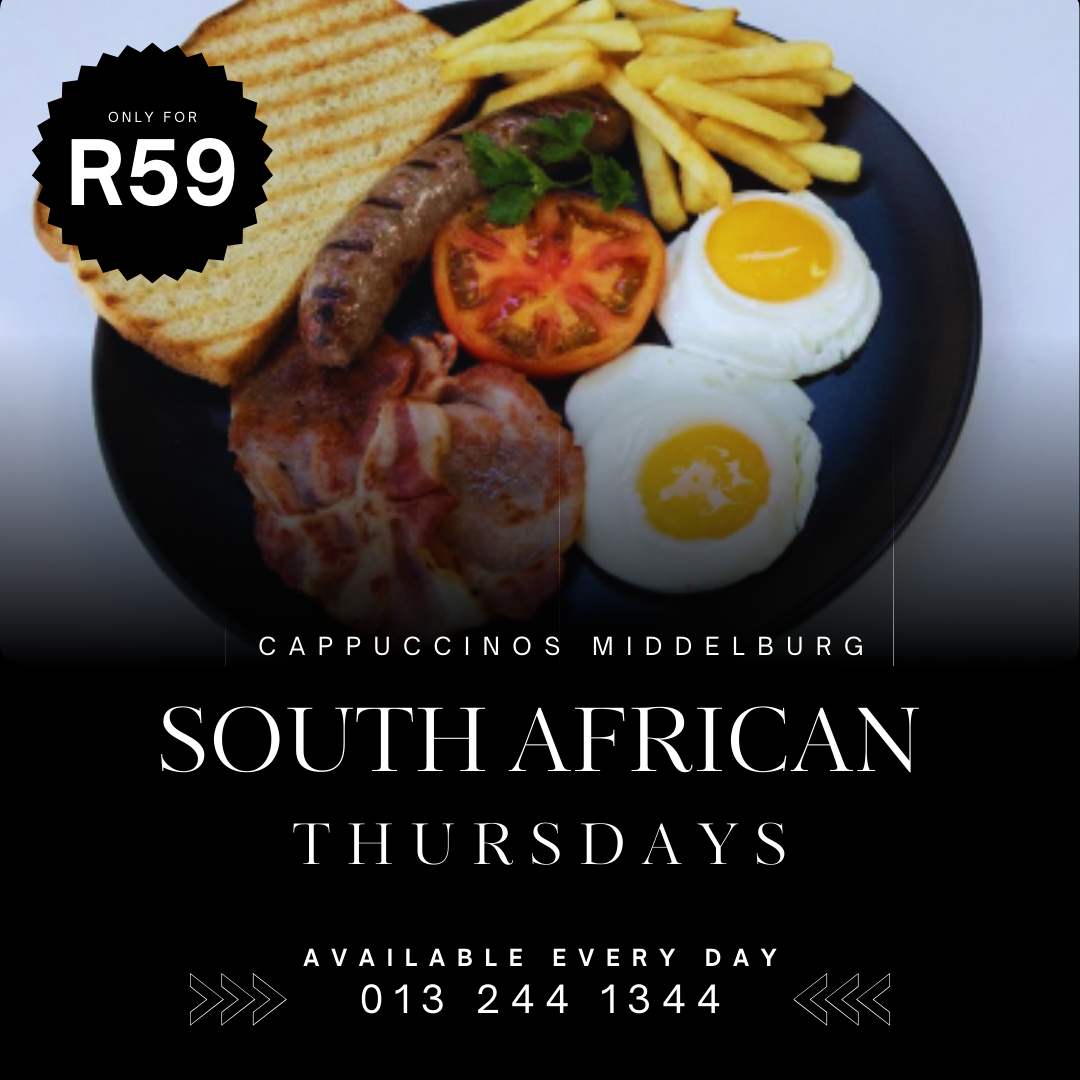 ONLY FOR
R59
CAPPUCCINOS MIDDELBURG
SOUTH AFRICAN
THURSDAYS
AVAILABLE EVERY DAY
013 244 1344